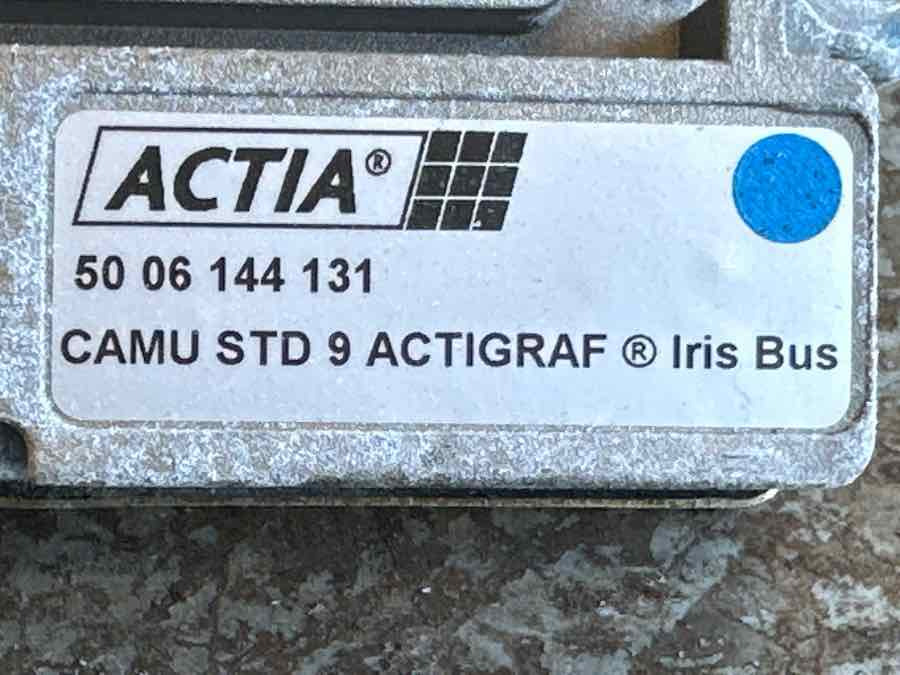 ACTIA®
50 06 144 131
CAMU STD 9 ACTIGRAF ® Iris Bus